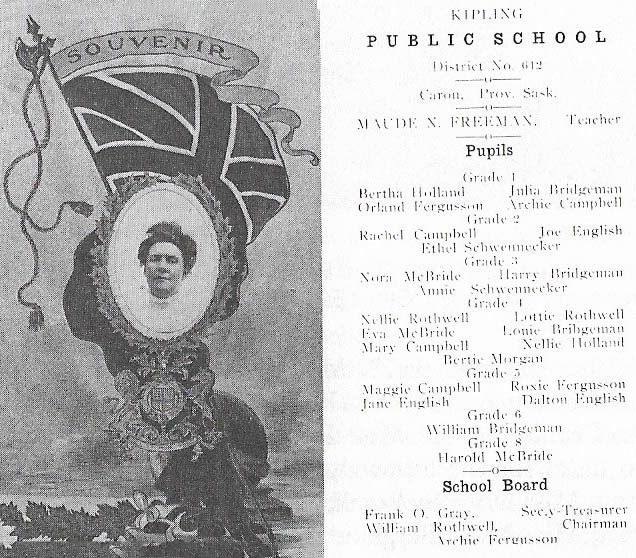 SOUVENIR
KIPLING
PUBLIC SCHOOL
District No. 612
Caron, Prov. Sask.
MAUDE N. FREEMAN, Teacher
Pupils
Grade 1
Bertha Holland Julia Bridgeman
Orland Fergusson Archie Campbell
Grade 2
Rachel Campbell Joe English
Ethel Schwennecker
Grade 3
Nora McBride Harry Bridgeman
Annie Schwennecker
Grade 4
Nellie Rothwell Lottie Rothwell
Eva McBride Louie Bribgeman
Mary Campbell Nellie Holland
Bertie Morgan
Grade 5
Maggie Campbell Roxie Fergusson
Jane English Dalton English
Grade 6
William Bridgeman
Grade 8
Harold McBride
School Board
Frank O. Gray, Sec.y-Treasurer
William Rothwell, Chairman
Archie Fergusson